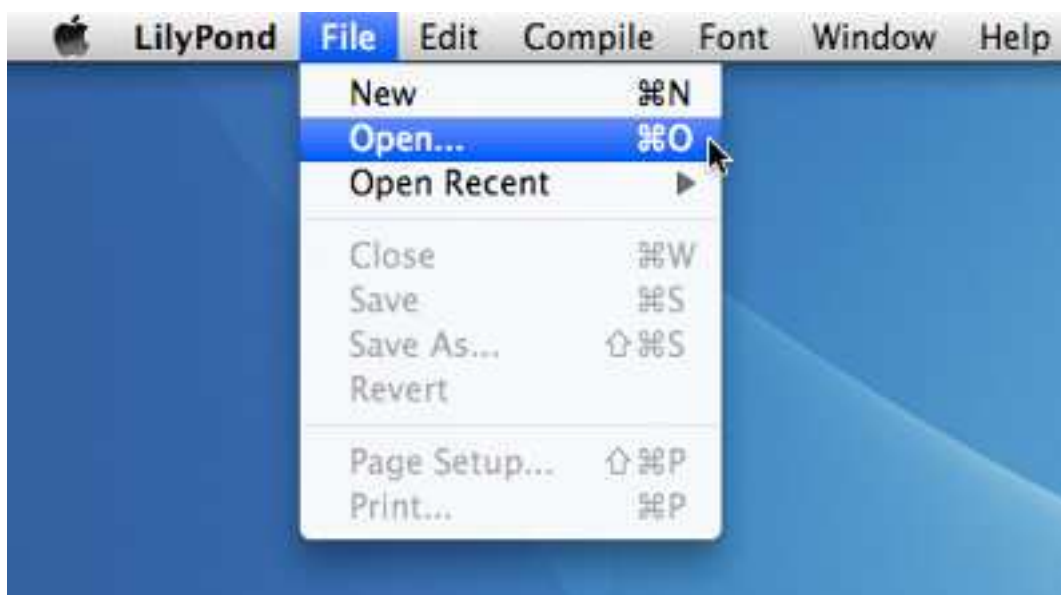 LilyPond File Edit Compile Font Window Help
New ⌘N
Open... ⌘O
Open Recent ▶
Close ⌘W
Save ⌘S
Save As... ⇧⌘S
Revert
Page Setup... ⇧⌘P
Print... ⌘P